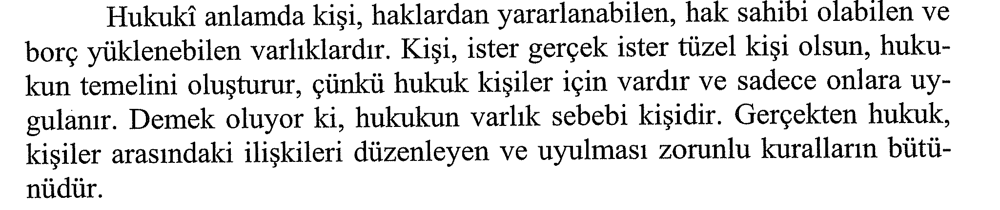 Hukukî anlamda kişi, haklardan yararlanabilen, hak sahibi olabilen ve
borç yüklenebilen varlıklardır. Kişi, ister gerçek ister tüzel kişi olsun, huku-
kun temelini oluşturur, çünkü hukuk kişiler için vardır ve sadece onlara uy-
gulanır. Demek oluyor ki, hukukun varlık sebebi kişidir. Gerçekten hukuk,
kişiler arasındaki ilişkileri düzenleyen ve uyulması zorunlu kuralların bütü-
nüdür.